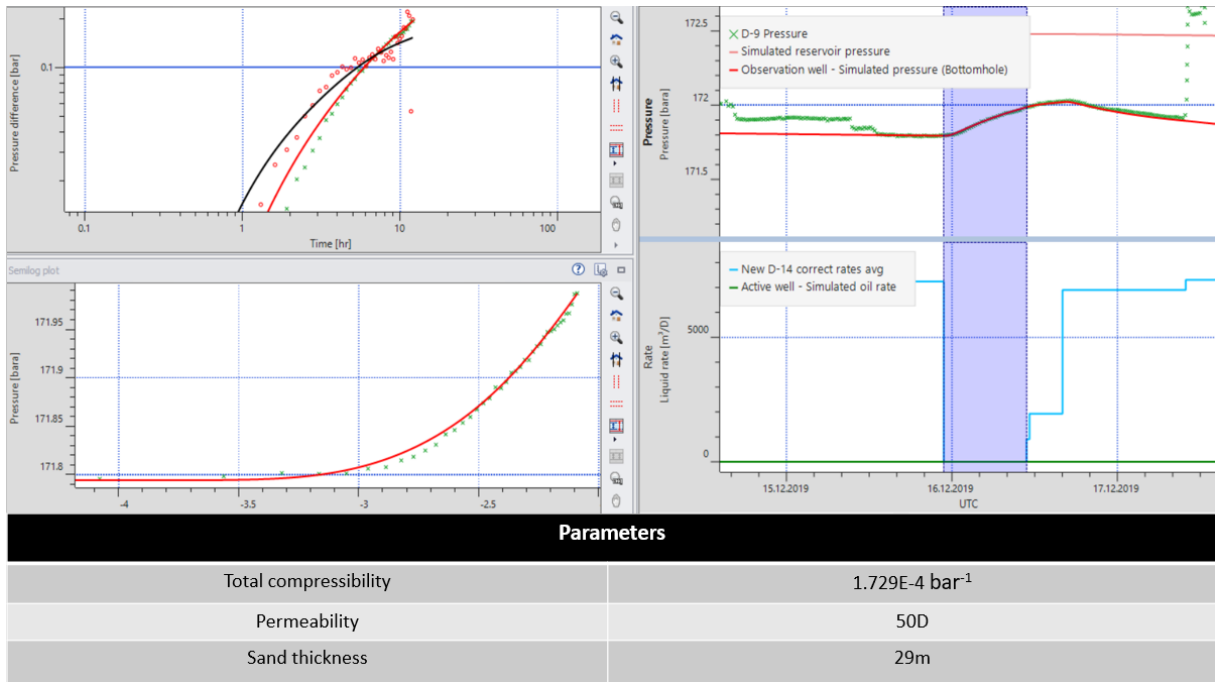 Pressure difference [bar]
0.1
0.1
1
10
100
Time [hr]
Semilog plot
Pressure [bara]
171.95
171.9
171.85
171.8
-4
-3.5
-3
-2.5
Pressure
Pressure [bara]
172.5
172
171.5
D-9 Pressure
Simulated reservoir pressure
Observation well - Simulated pressure (Bottomhole)
Rate
Liquid rate [m³/D]
5000
0
New D-14 correct rates avg
Active well - Simulated oil rate
15.12.2019
16.12.2019
17.12.2019
UTC
Parameters
Total compressibility 1.729E-4 bar⁻¹
Permeability 50D
Sand thickness 29m